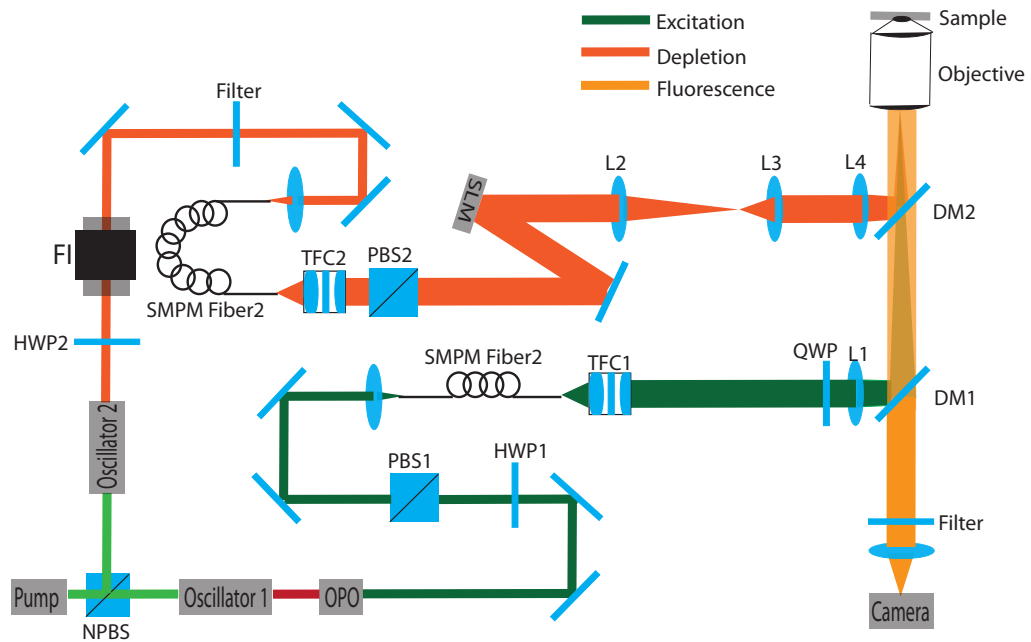 Excitation
Depletion
Fluorescence
Sample
Objective
Filter
L2
L3
L4
SLM
DM2
FI
TFC2
PBS2
SMPM Fiber2
HWP2
SMPM Fiber2
TFC1
QWP
L1
DM1
Oscillator 2
PBS1
HWP1
Filter
Pump
Oscillator 1
OPO
Camera
NPBS